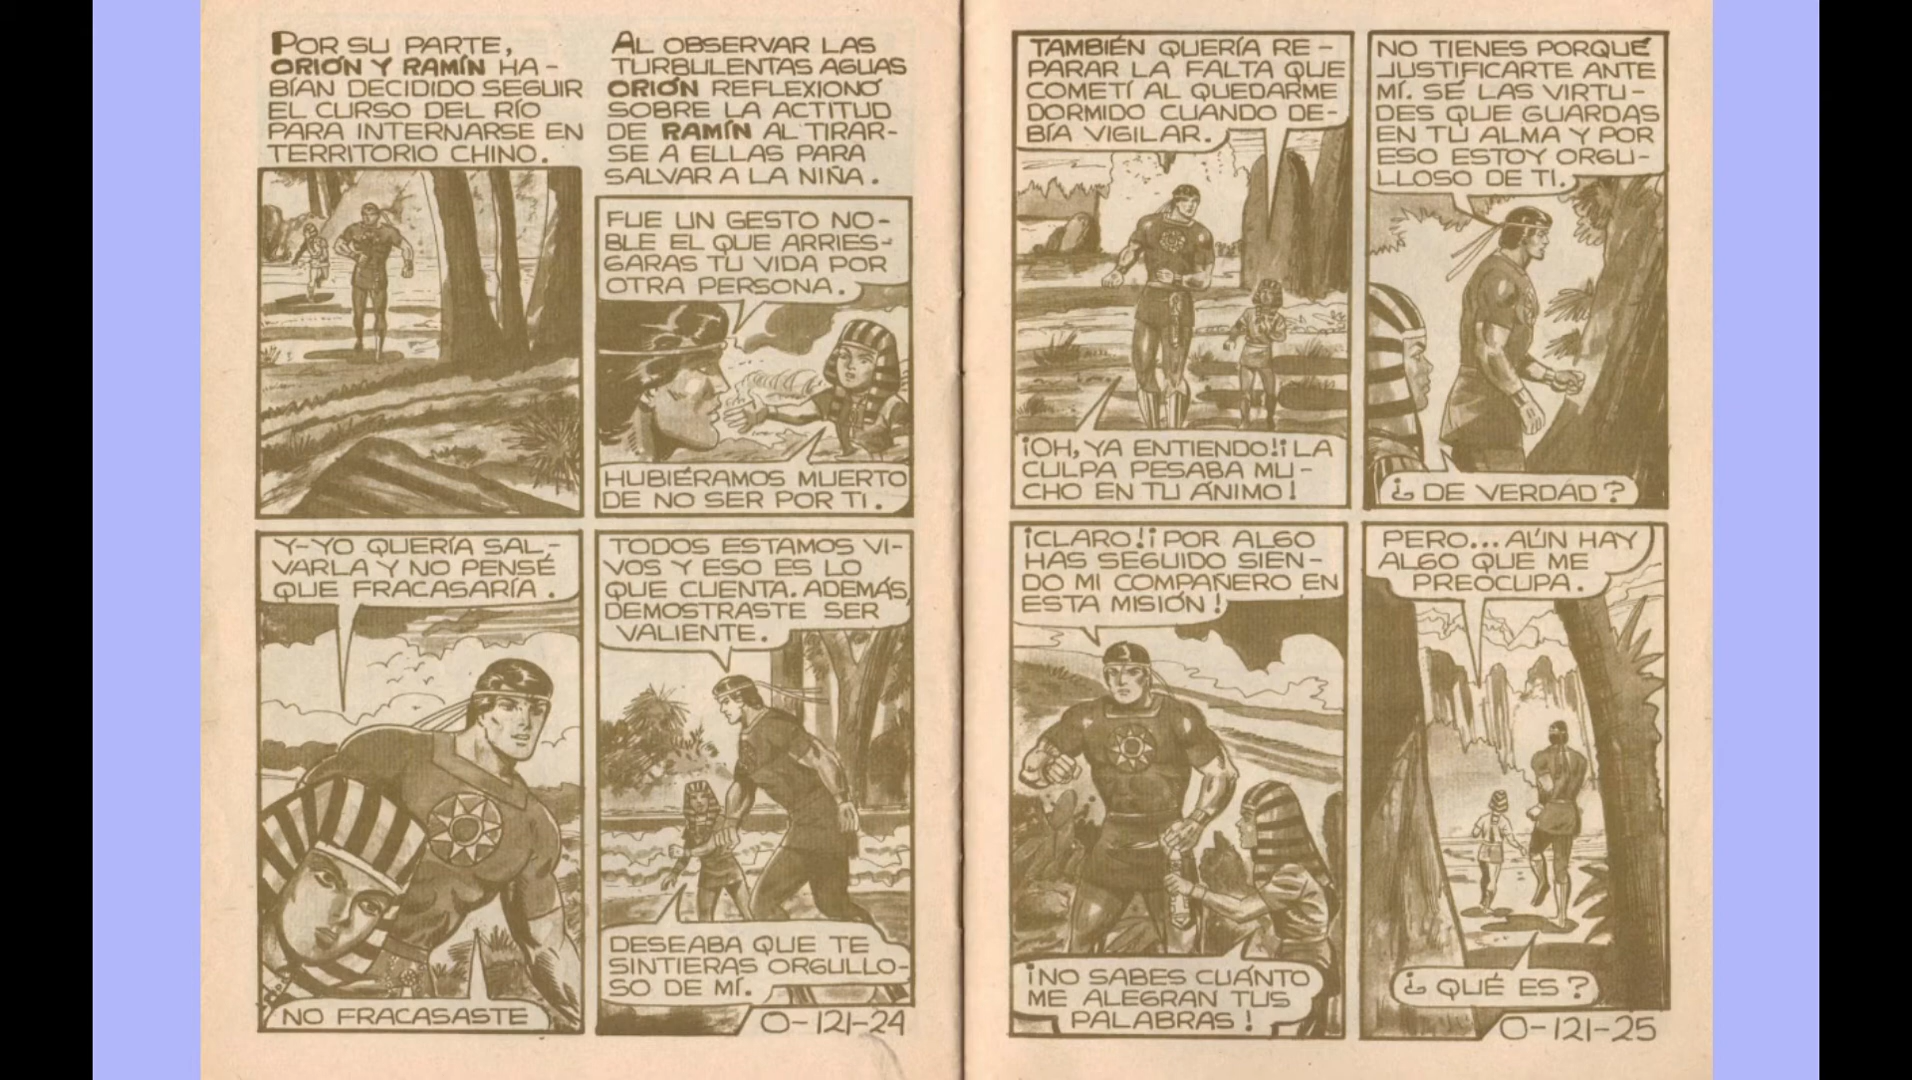 POR SU PARTE,
ORIÓN Y RAMÍN HA-
BÍAN DECIDIDO SEGUIR
EL CURSO DEL RÍO
PARA INTERNARSE EN
TERRITORIO CHINO.
AL OBSERVAR LAS
TURBULENTAS AGUAS
ORIÓN REFLEXIONÓ
SOBRE LA ACTITUD
DE RAMÍN AL TIRAR-
SE A ELLAS PARA
SALVAR A LA NIÑA.
FUE UN GESTO NO-
BLE EL QUE ARRIES-
GARAS TU VIDA POR
OTRA PERSONA.
HUBIÉRAMOS MUERTO
DE NO SER POR TI.
Y-YO QUERÍA SAL-
VARLA Y NO PENSÉ
QUE FRACASARÍA.
NO FRACASASTE
TODOS ESTAMOS VI-
VOS Y ESO ES LO
QUE CUENTA. ADEMÁS,
DEMOSTRASTE SER
VALIENTE.
DESEABA QUE TE
SINTIERAS ORGULLO-
SO DE MÍ.
O-121-24
TAMBIÉN QUERÍA RE-
PARAR LA FALTA QUE
COMETÍ AL QUEDARME
DORMIDO CUANDO DE-
BÍA VIGILAR.
¡OH, YA ENTIENDO! ¡LA
CULPA PESABA MU-
CHO EN TU ÁNIMO!
NO TIENES PORQUÉ
JUSTIFICARTE ANTE
MÍ. SÉ LAS VIRTU-
DES QUE GUARDAS
EN TU ALMA Y POR
ESO ESTOY ORGU-
LLOSO DE TI.
¿DE VERDAD?
¡CLARO! ¡POR ALGO
HAS SEGUIDO SIEN-
DO MI COMPAÑERO EN
ESTA MISIÓN!
¡NO SABES CUÁNTO
ME ALEGRAN TUS
PALABRAS!
PERO... AÚN HAY
ALGO QUE ME
PREOCUPA.
¿QUÉ ES?
O-121-25